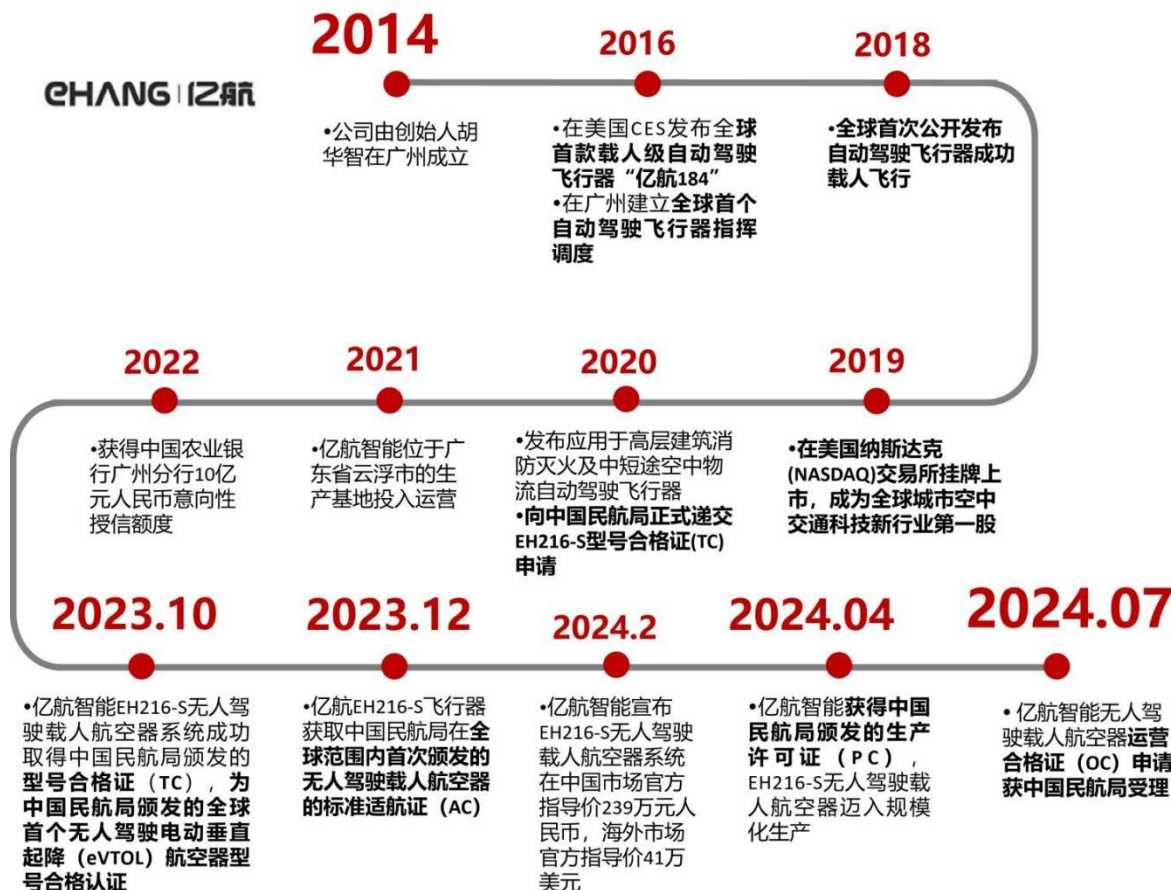 2014
2016
2018
EHANG|亿航
•公司由创始人胡
华智在广州成立
•在美国CES发布全球
首款载人级自动驾驶
飞行器“亿航184”
•在广州建立全球首个
自动驾驶飞行器指挥
调度
•全球首次公开发布
自动驾驶飞行器成功
载人飞行
2022
2021
2020
2019
•获得中国农业银
行广州分行10亿
元人民币意向性
授信额度
•亿航智能位于广
东省云浮市的生
产基地投入运营
•发布应用于高层建筑消
防灭火及中短途空中物
流自动驾驶飞行器
•向中国民航局正式递交
EH216-S型号合格证(TC)
申请
•在美国纳斯达克
(NASDAQ)交易所挂牌上
市，成为全球城市空中
交通科技新行业第一股
2023.10
2023.12
2024.2
2024.04
2024.07
•亿航智能EH216-S无人驾
驶载人航空器系统成功
取得中国民航局颁发的
型号合格证（TC），为
中国民航局颁发的全球
首个无人驾驶电动垂直
起降（eVTOL）航空器型
号合格认证
•亿航EH216-S飞行器
获取中国民航局在全
球范围内首次颁发的
无人驾驶载人航空器
的标准适航证（AC）
•亿航智能宣布
EH216-S无人驾驶
载人航空器系统
在中国市场官方
指导价239万元人
民币，海外市场
官方指导价41万
美元
•亿航智能获得中国
民航局颁发的生产
许可证（PC），
EH216-S无人驾驶载
人航空器迈入规模
化生产
• 亿航智能无人驾
驶载人航空器运营
合格证（OC）申请
获中国民航局受理